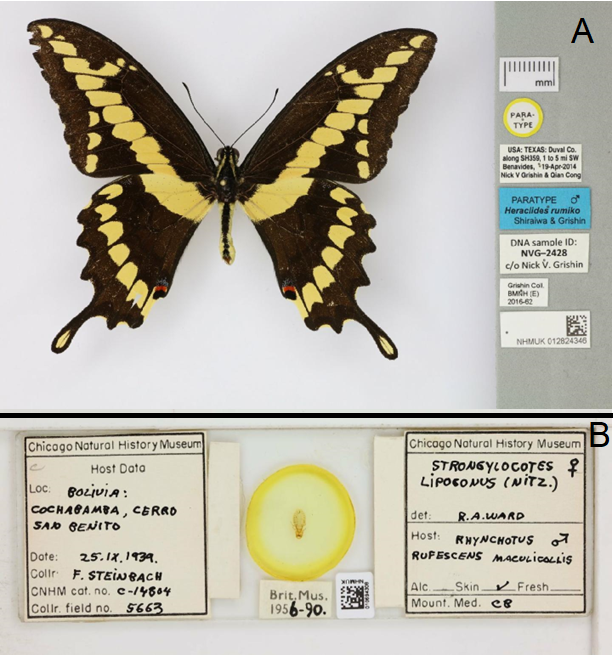 A
mm
PARA-
TYPE
USA: TEXAS: Duval Co.
along SH359, 1 to 5 mi SW
Benavides, 19-Apr-2014
Nick V Grishin & Qian Cong
PARATYPE ♂
Heraclides rumiko
Shiraiwa & Grishin
DNA sample ID:
NVG–2428
c/o Nick V. Grishin
Grishin Col.
BMNH (E)
2016-62
NHMUK 012824346
B
Chicago Natural History Museum
Host Data
Loc: BOLIVIA:
COCHABAMBA, CERRO
SAN BENITO
Date: 25.IX.1939.
Collr: F. STEINBACH
CNHM cat. no. C-14804
Collr. field no. 5663
Brit. Mus.
1956-90.
NHMUK
Chicago Natural History Museum
STRONGYLOCOTES ♀
LIPOGONUS (NITZ.)
det: R.A.WARD
Host: RHYNCHOTUS ♂
RUFESCENS MACULICOLLIS
Alc. Skin ✓ Fresh
Mount. Med. CB